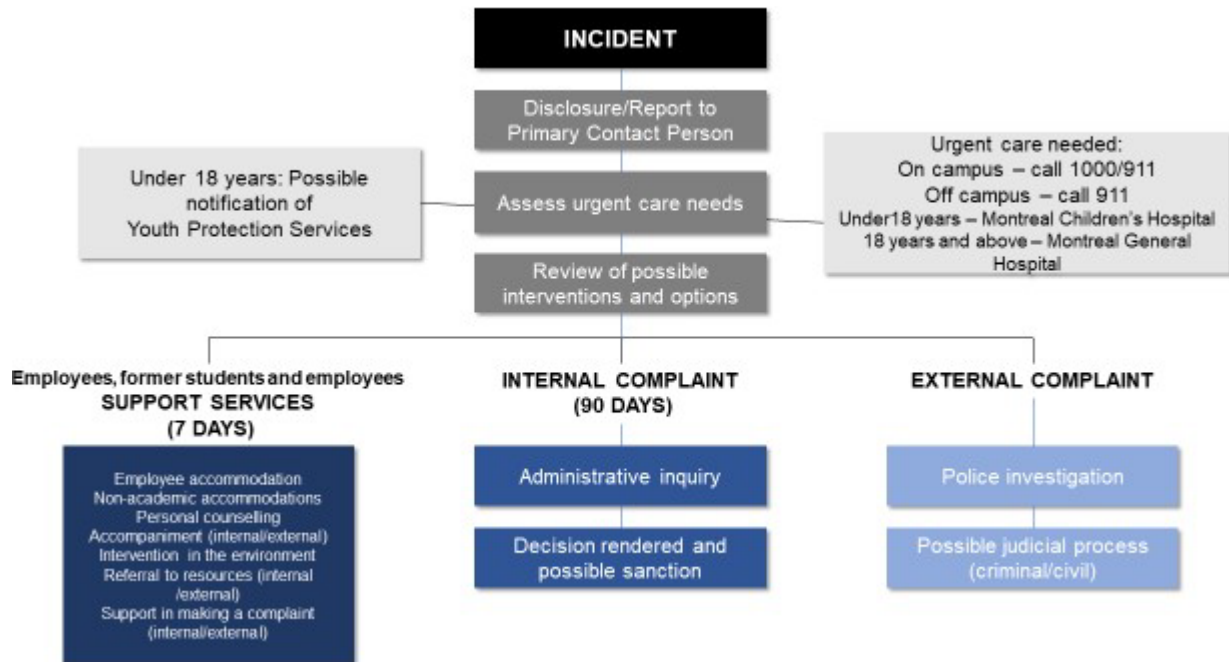 INCIDENT
Disclosure/Report to
Primary Contact Person
Under 18 years: Possible
notification of
Youth Protection Services
Assess urgent care needs
Urgent care needed:
On campus – call 1000/911
Off campus – call 911
Under18 years – Montreal Children's Hospital
18 years and above – Montreal General
Hospital
Review of possible
interventions and options
Employees, former students and employees
SUPPORT SERVICES
(7 DAYS)
Employee accommodation
Non-academic accommodations
Personal counselling
Accompaniment (internal/external)
Intervention in the environment
Referral to resources (internal
/external)
Support in making a complaint
(internal/external)
INTERNAL COMPLAINT
(90 DAYS)
Administrative inquiry
Decision rendered and
possible sanction
EXTERNAL COMPLAINT
Police investigation
Possible judicial process
(criminal/civil)